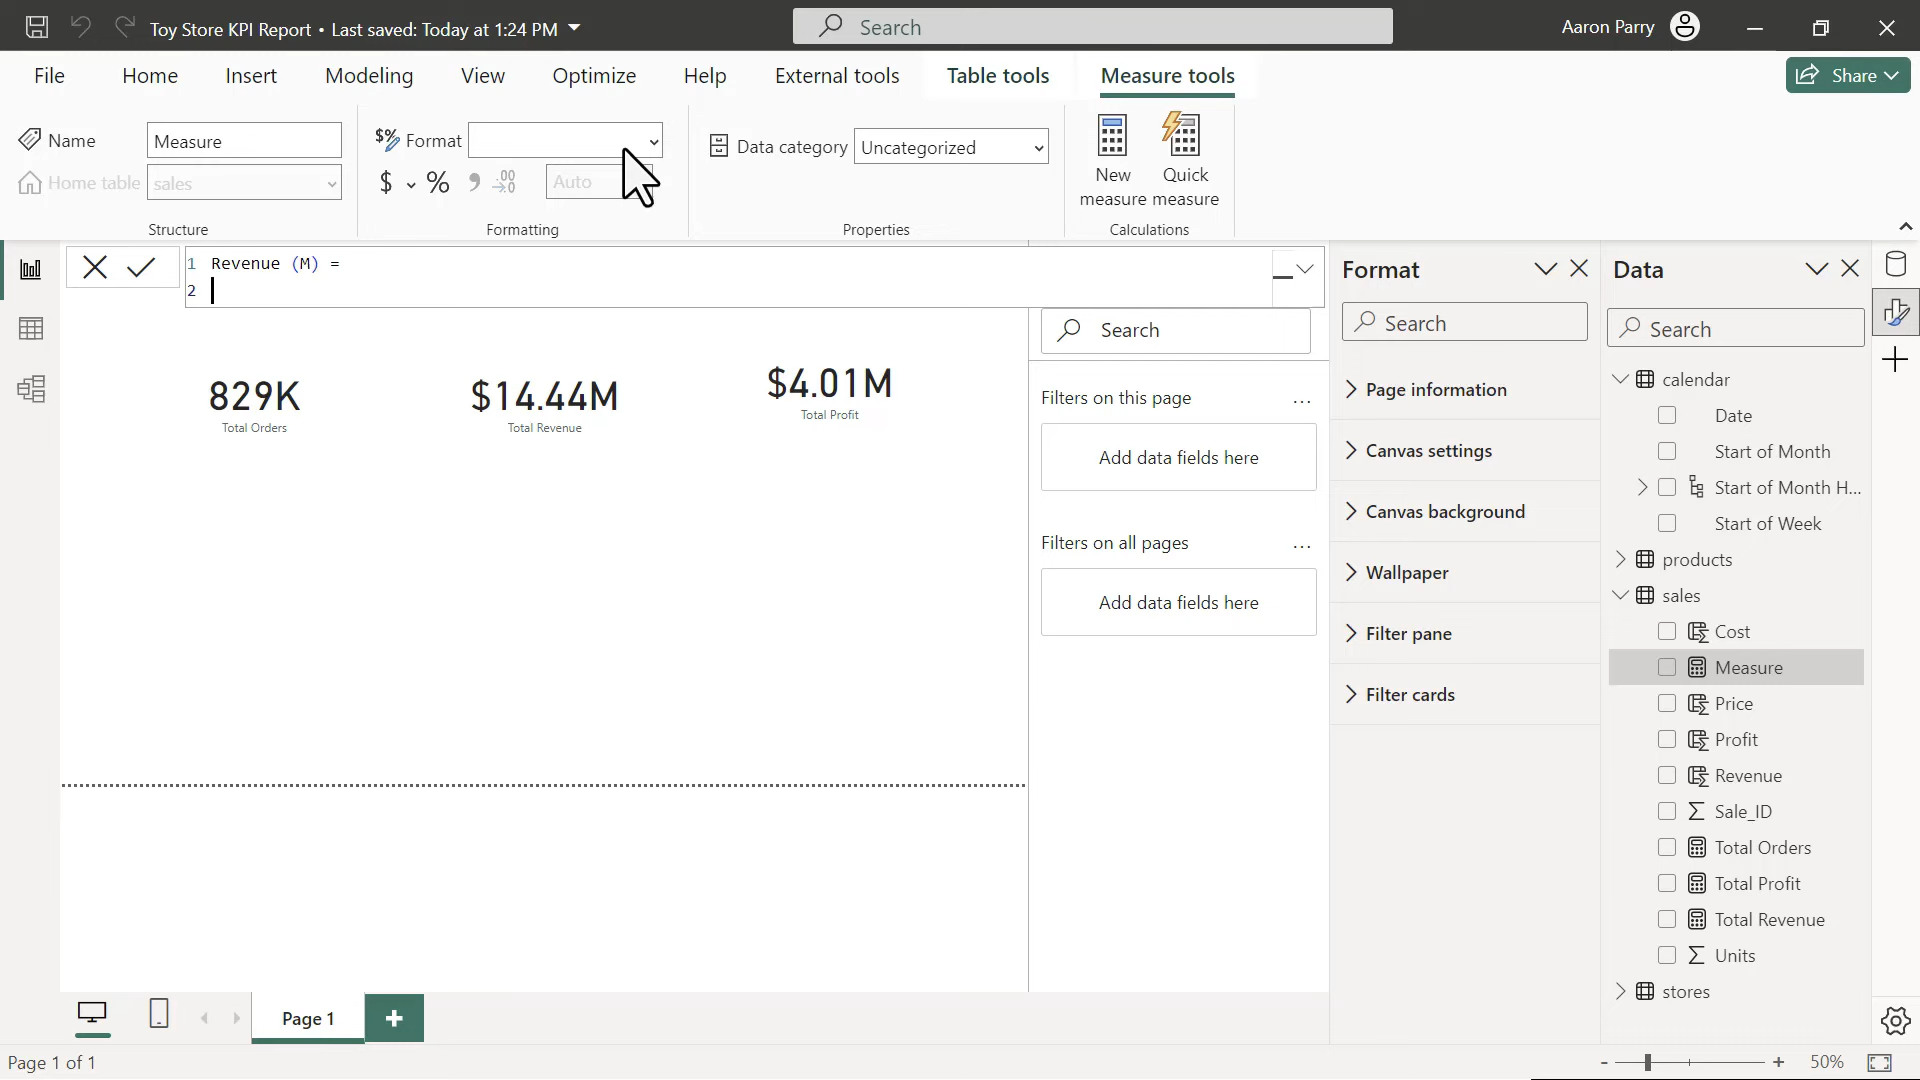 Toy Store KPI Report • Last saved: Today at 1:24 PM
Search
Aaron Parry
File
Home
Insert
Modeling
View
Optimize
Help
External tools
Table tools
Measure tools
Share
Name
Measure
Home table
sales
Structure
$% Format
$ % 9 .00
Auto
Formatting
Data category
Uncategorized
Properties
New measure
Quick measure
Calculations
1 Revenue (M) =
2
829K
Total Orders
$14.44M
Total Revenue
$4.01M
Total Profit
Search
Filters on this page
...
Add data fields here
Filters on all pages
...
Add data fields here
Format
Search
Page information
Canvas settings
Canvas background
Wallpaper
Filter pane
Filter cards
Data
Search
calendar
Date
Start of Month
Start of Month H...
Start of Week
products
sales
Cost
Measure
Price
Profit
Revenue
Sale_ID
Total Orders
Total Profit
Total Revenue
Units
stores
Page 1
+
Page 1 of 1
- + 50%